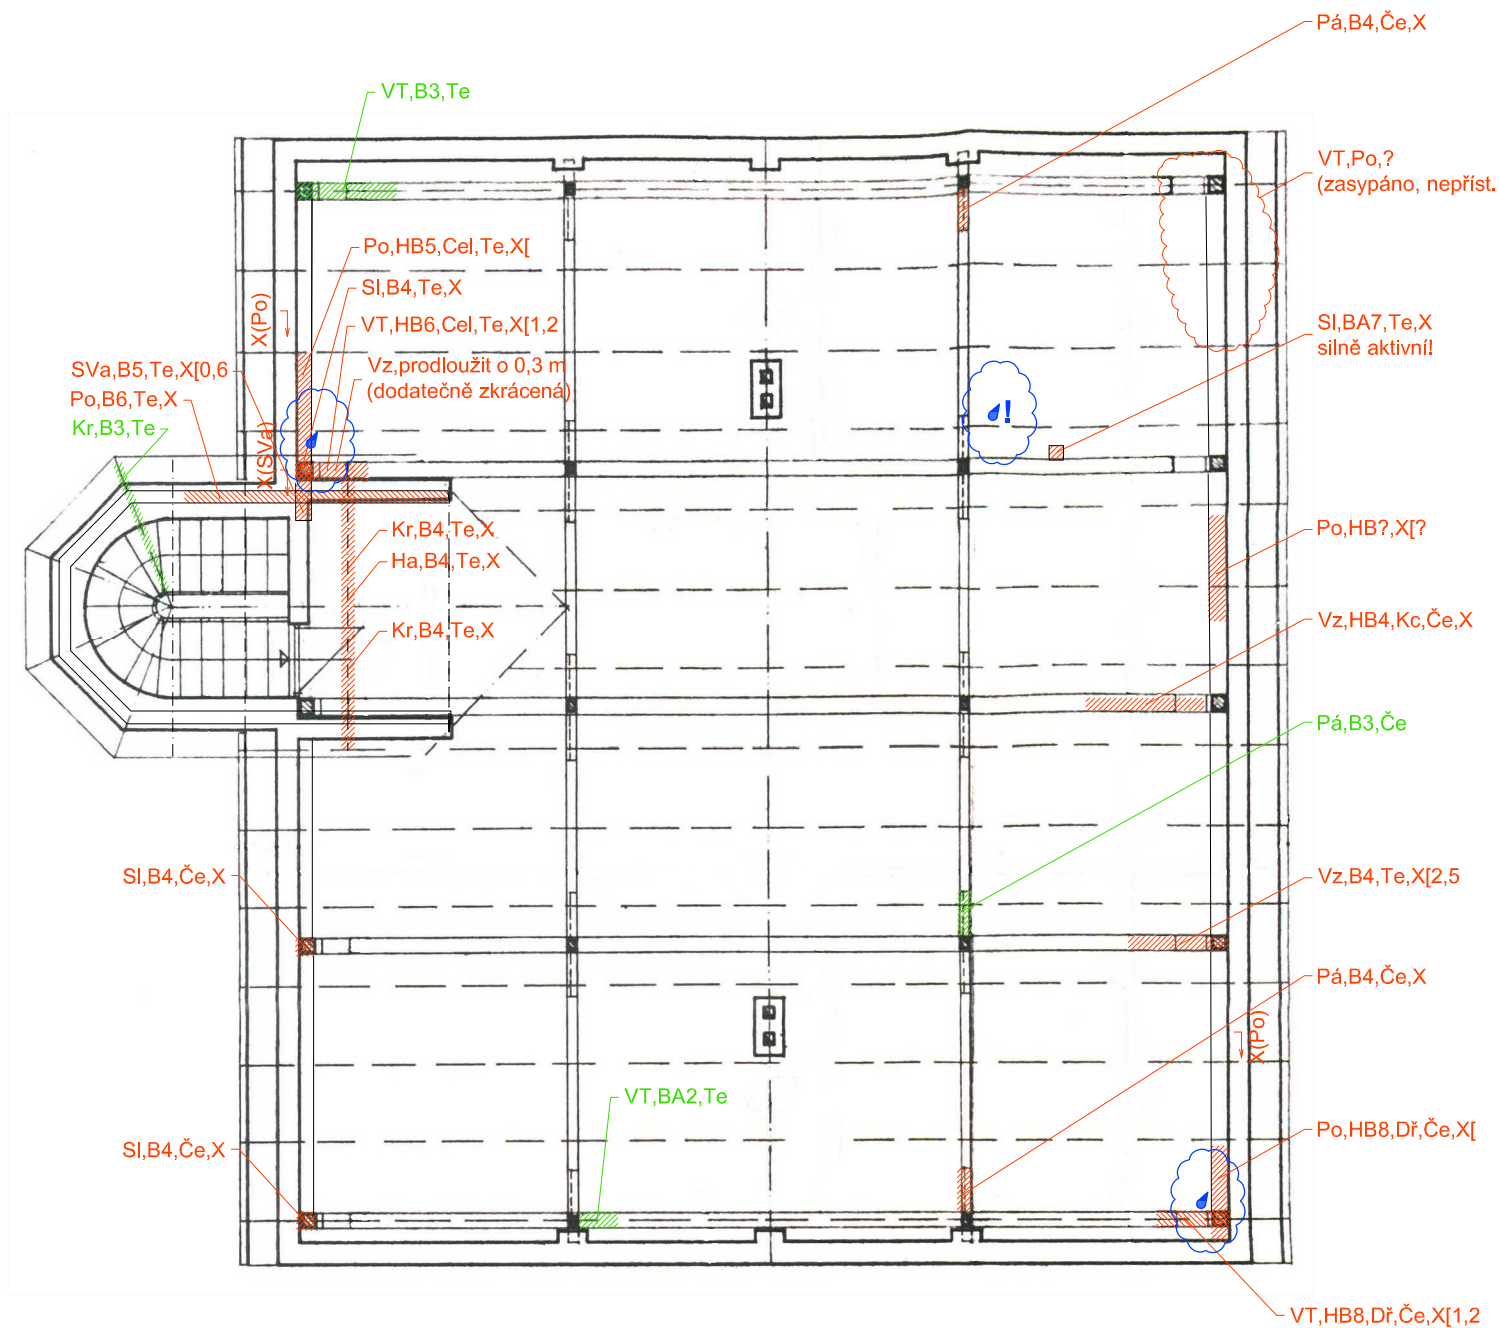 Pá,B4,Če,X
VT,B3,Te
VT,Po,?
(zasypáno, nepříst.
Po,HB5,Cel,Te,X[
Sl,B4,Te,X
X(Po)
VT,HB6,Cel,Te,X[1,2
Sl,BA7,Te,X
silně aktivní!
Vz,prodloužit o 0,3 m
(dodatečně zkrácená)
SVa,B5,Te,X[0,6
Po,B6,Te,X
Kr,B3,Te
!
X(SVa)
Kr,B4,Te,X
Po,HB?,X[?
Ha,B4,Te,X
Vz,HB4,Kc,Če,X
Kr,B4,Te,X
Pá,B3,Če
Sl,B4,Če,X
Vz,B4,Te,X[2,5
Pá,B4,Če,X
X(Po)
VT,BA2,Te
Po,HB8,Dř,Če,X[
Sl,B4,Če,X
VT,HB8,Dř,Če,X[1,2